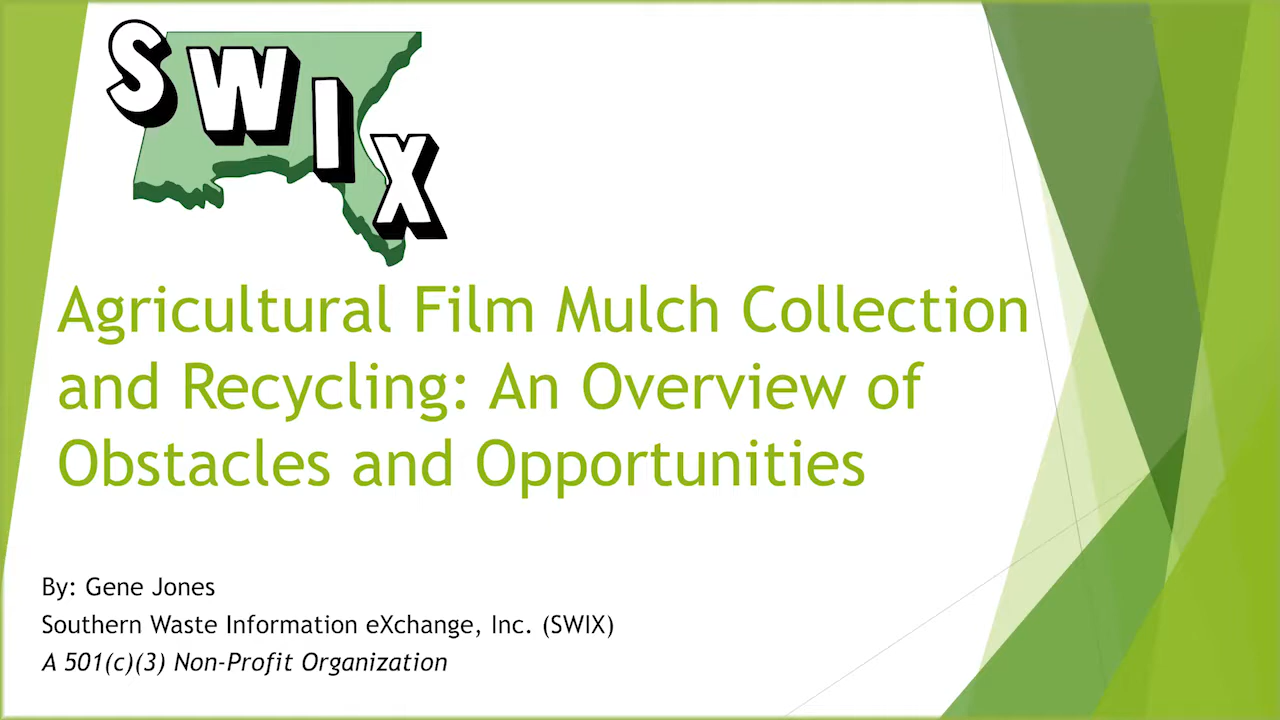 SWIX
Agricultural Film Mulch Collection
and Recycling: An Overview of
Obstacles and Opportunities
By: Gene Jones
Southern Waste Information eXchange, Inc. (SWIX)
A 501(c)(3) Non-Profit Organization